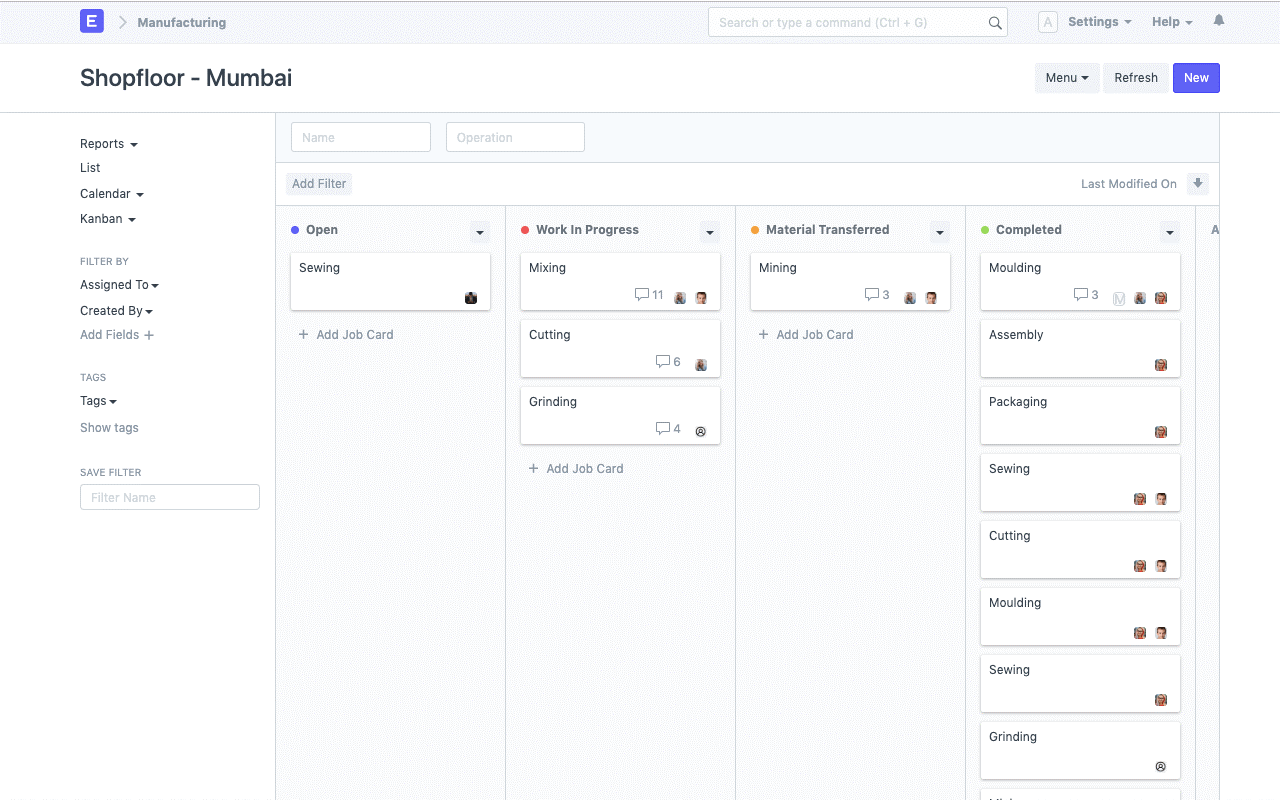 E Manufacturing
Search or type a command (Ctrl + G)
A Settings Help
Shopfloor - Mumbai
Menu Refresh New
Reports
List
Calendar
Kanban
FILTER BY
Assigned To
Created By
Add Fields +
TAGS
Tags
Show tags
SAVE FILTER
Filter Name
Name Operation
Add Filter
Last Modified On
Open
Sewing
+ Add Job Card
Work In Progress
Mixing
11
Cutting
6
Grinding
4
+ Add Job Card
Material Transferred
Mining
3
+ Add Job Card
Completed
Moulding
3 M
Assembly
Packaging
Sewing
Cutting
Moulding
Sewing
Grinding
A